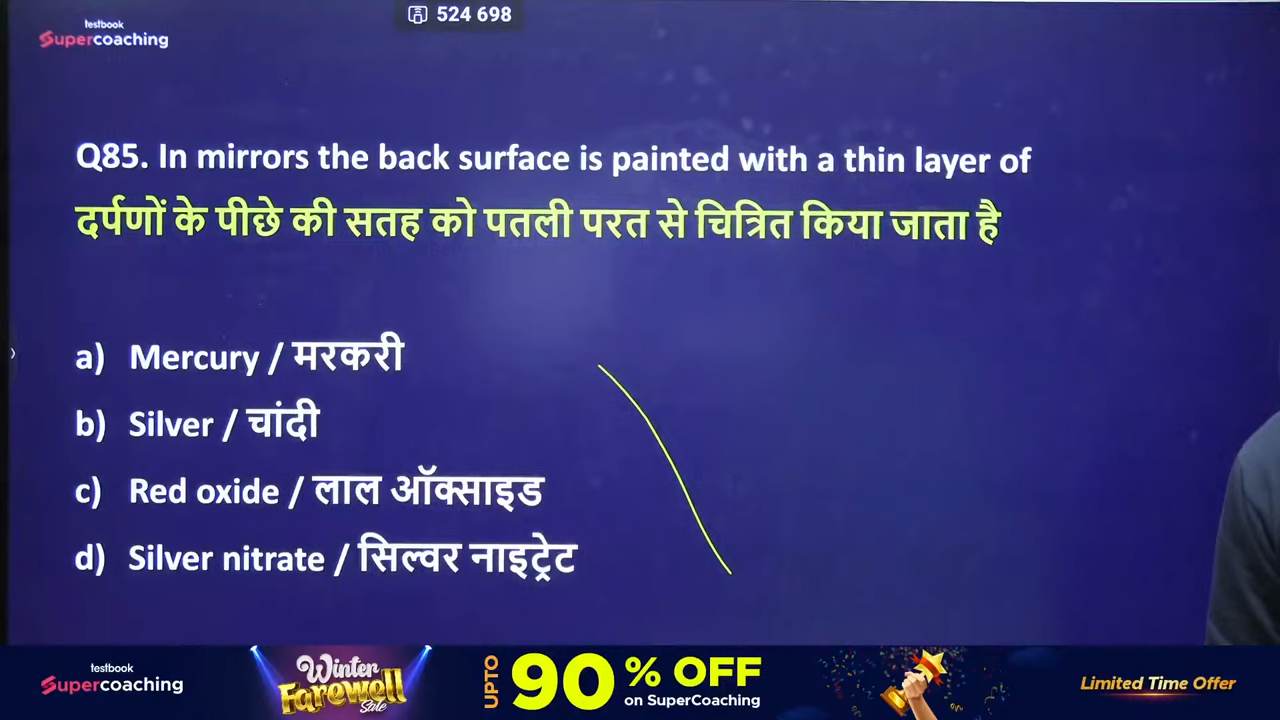 testbook
Supercoaching
524 698
Q85. In mirrors the back surface is painted with a thin layer of
दर्पणों के पीछे की सतह को पतली परत से चित्रित किया जाता है
a) Mercury / मरकरी
b) Silver / चांदी
c) Red oxide / लाल ऑक्साइड
d) Silver nitrate / सिल्वर नाइट्रेट
testbook
Supercoaching
Winter
Farewell
Sale
UPTO 90% OFF
on SuperCoaching
Limited Time Offer